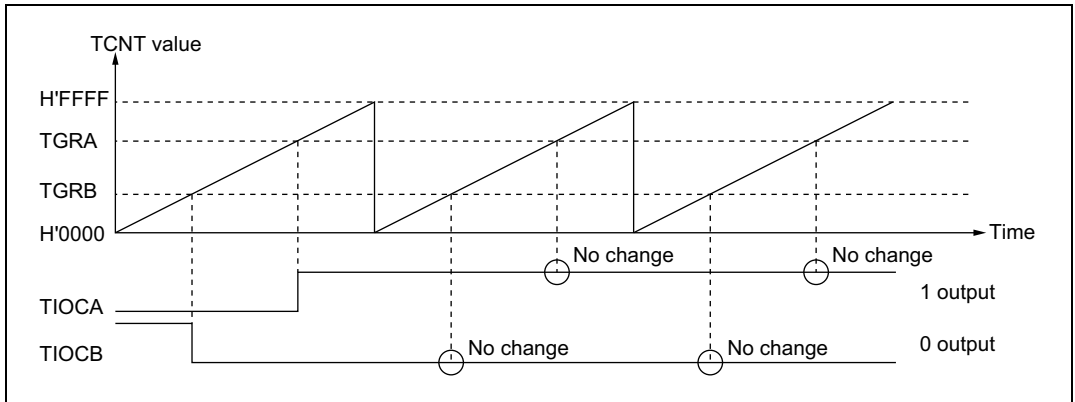 TCNT value
H'FFFF
TGRA
TGRB
H'0000
Time
No change
No change
TIOCA
1 output
No change
No change
TIOCB
0 output